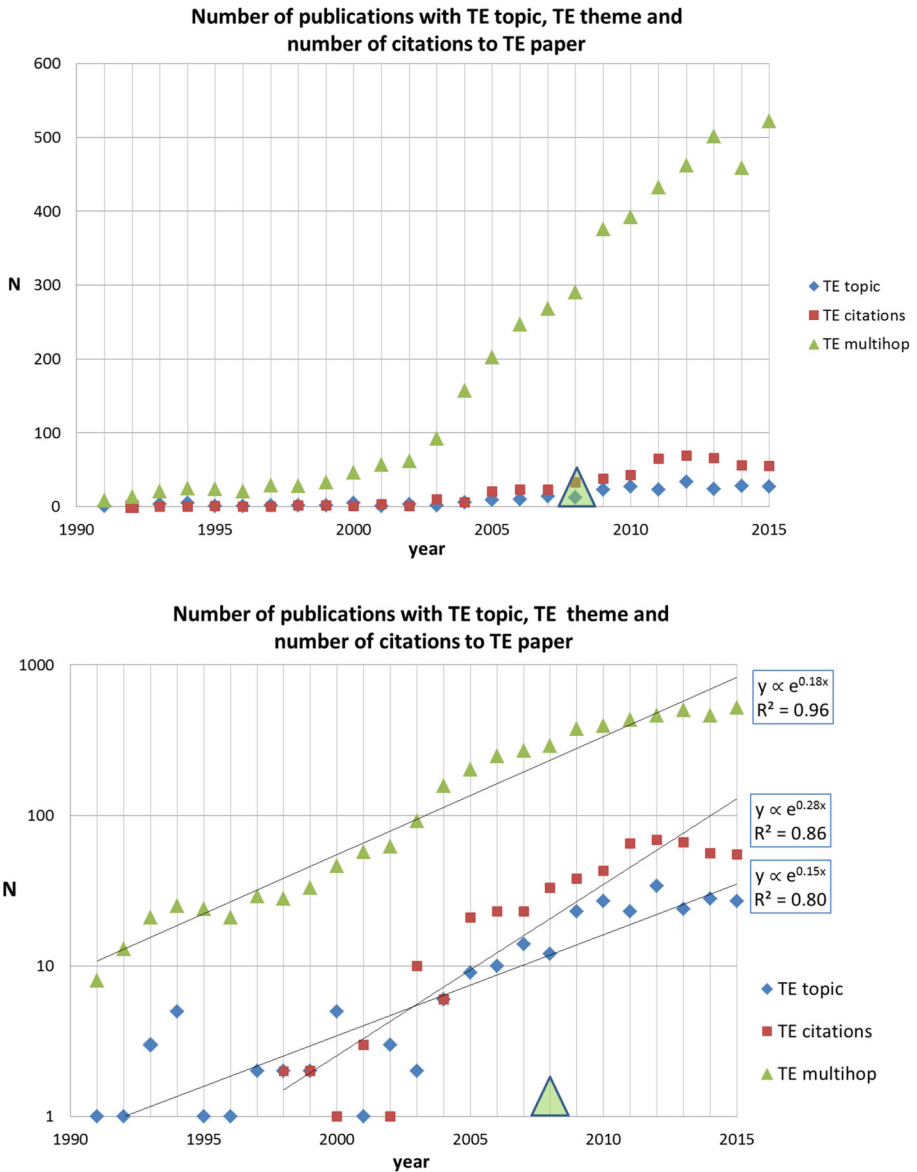 Number of publications with TE topic, TE theme and
number of citations to TE paper
600
500
400
300
200
100
0
N
1990
1995
2000
2005
2010
2015
year
TE topic
TE citations
TE multihop
Number of publications with TE topic, TE  theme and
number of citations to TE paper
1000
100
10
1
N
1990
1995
2000
2005
2010
2015
year
y ∝ e^0.18x
R² = 0.96
y ∝ e^0.28x
R² = 0.86
y ∝ e^0.15x
R² = 0.80
TE topic
TE citations
TE multihop